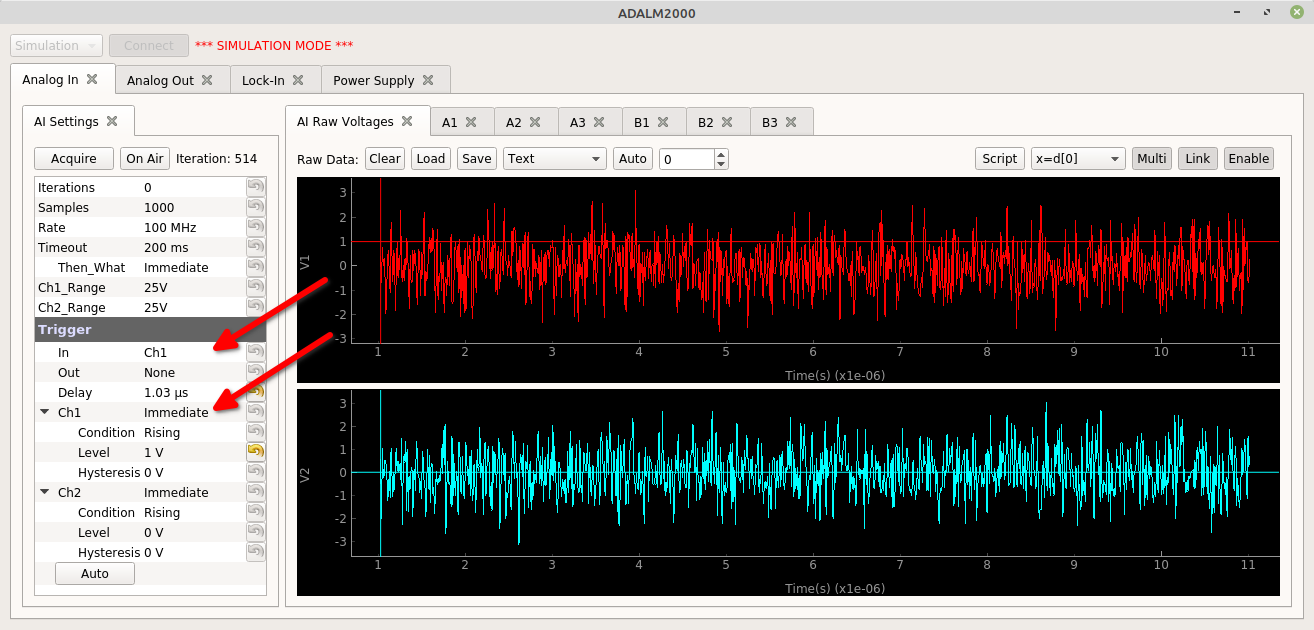 ADALM2000
Simulation Connect *** SIMULATION MODE ***
Analog In Analog Out Lock-In Power Supply
AI Settings
Acquire On Air Iteration: 514
Iterations 0
Samples 1000
Rate 100 MHz
Timeout 200 ms
Then_What Immediate
Ch1_Range 25V
Ch2_Range 25V
Trigger
In Ch1
Out None
Delay 1.03 µs
Ch1 Immediate
Condition Rising
Level 1 V
Hysteresis 0 V
Ch2 Immediate
Condition Rising
Level 0 V
Hysteresis 0 V
Auto
AI Raw Voltages A1 A2 A3 B1 B2 B3
Raw Data: Clear Load Save Text Auto 0 Script x=d[0] Multi Link Enable
V1
3
2
1
0
-1
-2
-3
1 2 3 4 5 6 7 8 9 10 11
Time(s) (x1e-06)
V2
3
2
1
0
-1
-2
-3
1 2 3 4 5 6 7 8 9 10 11
Time(s) (x1e-06)